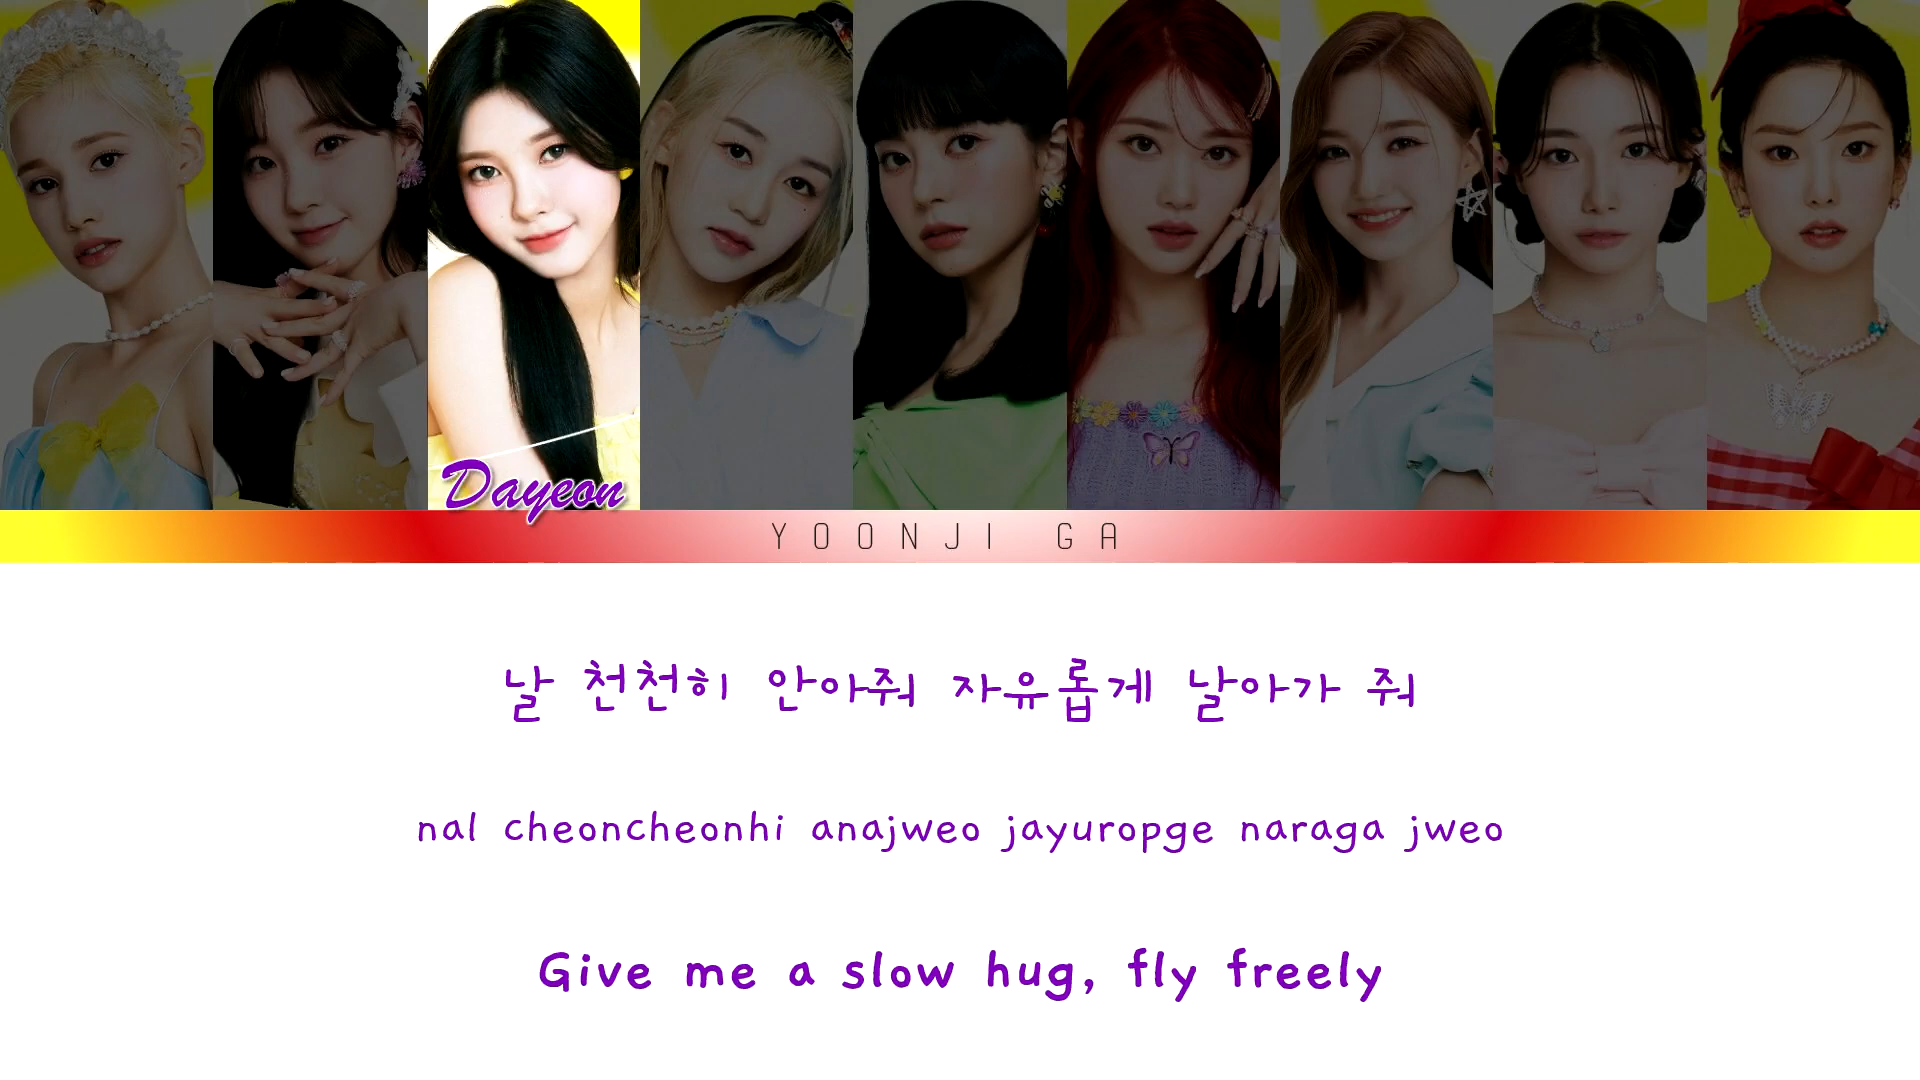 Dayeon
YOONJI GA
날 천천히 안아줘 자유롭게 날아가 줘
nal cheoncheonhi anajweo jayuropge naraga jweo
Give me a slow hug, fly freely